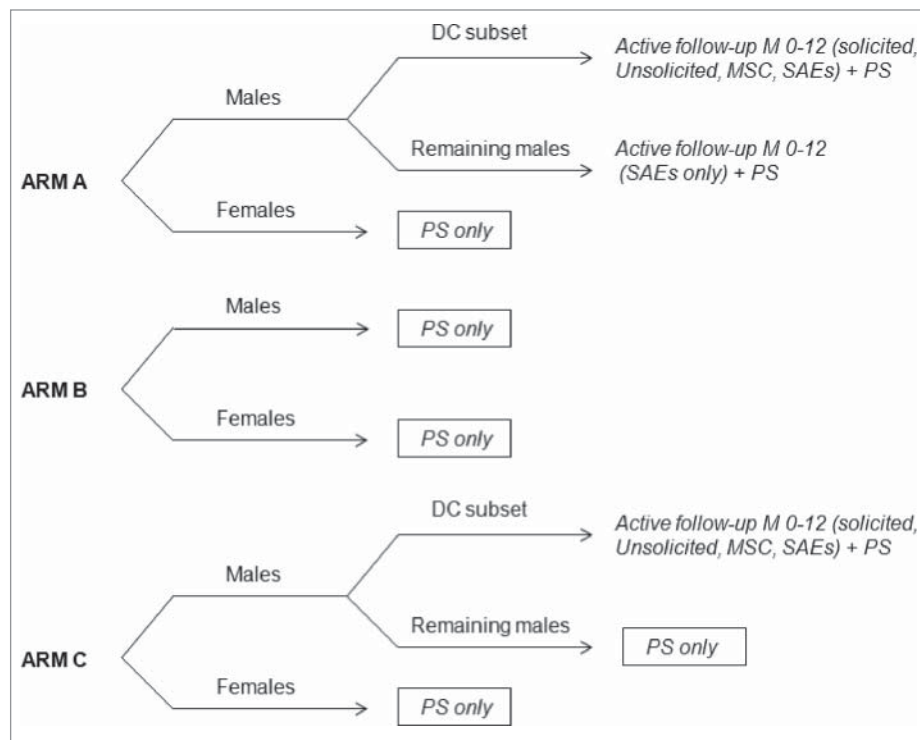 DC subset
Active follow-up M 0-12 (solicited,
Unsolicited, MSC, SAEs) + PS
Males
Remaining males
Active follow-up M 0-12
(SAEs only) + PS
ARM A
Females
PS only
Males
PS only
ARM B
Females
PS only
DC subset
Active follow-up M 0-12 (solicited,
Unsolicited, MSC, SAEs) + PS
Males
Remaining males
PS only
ARM C
Females
PS only